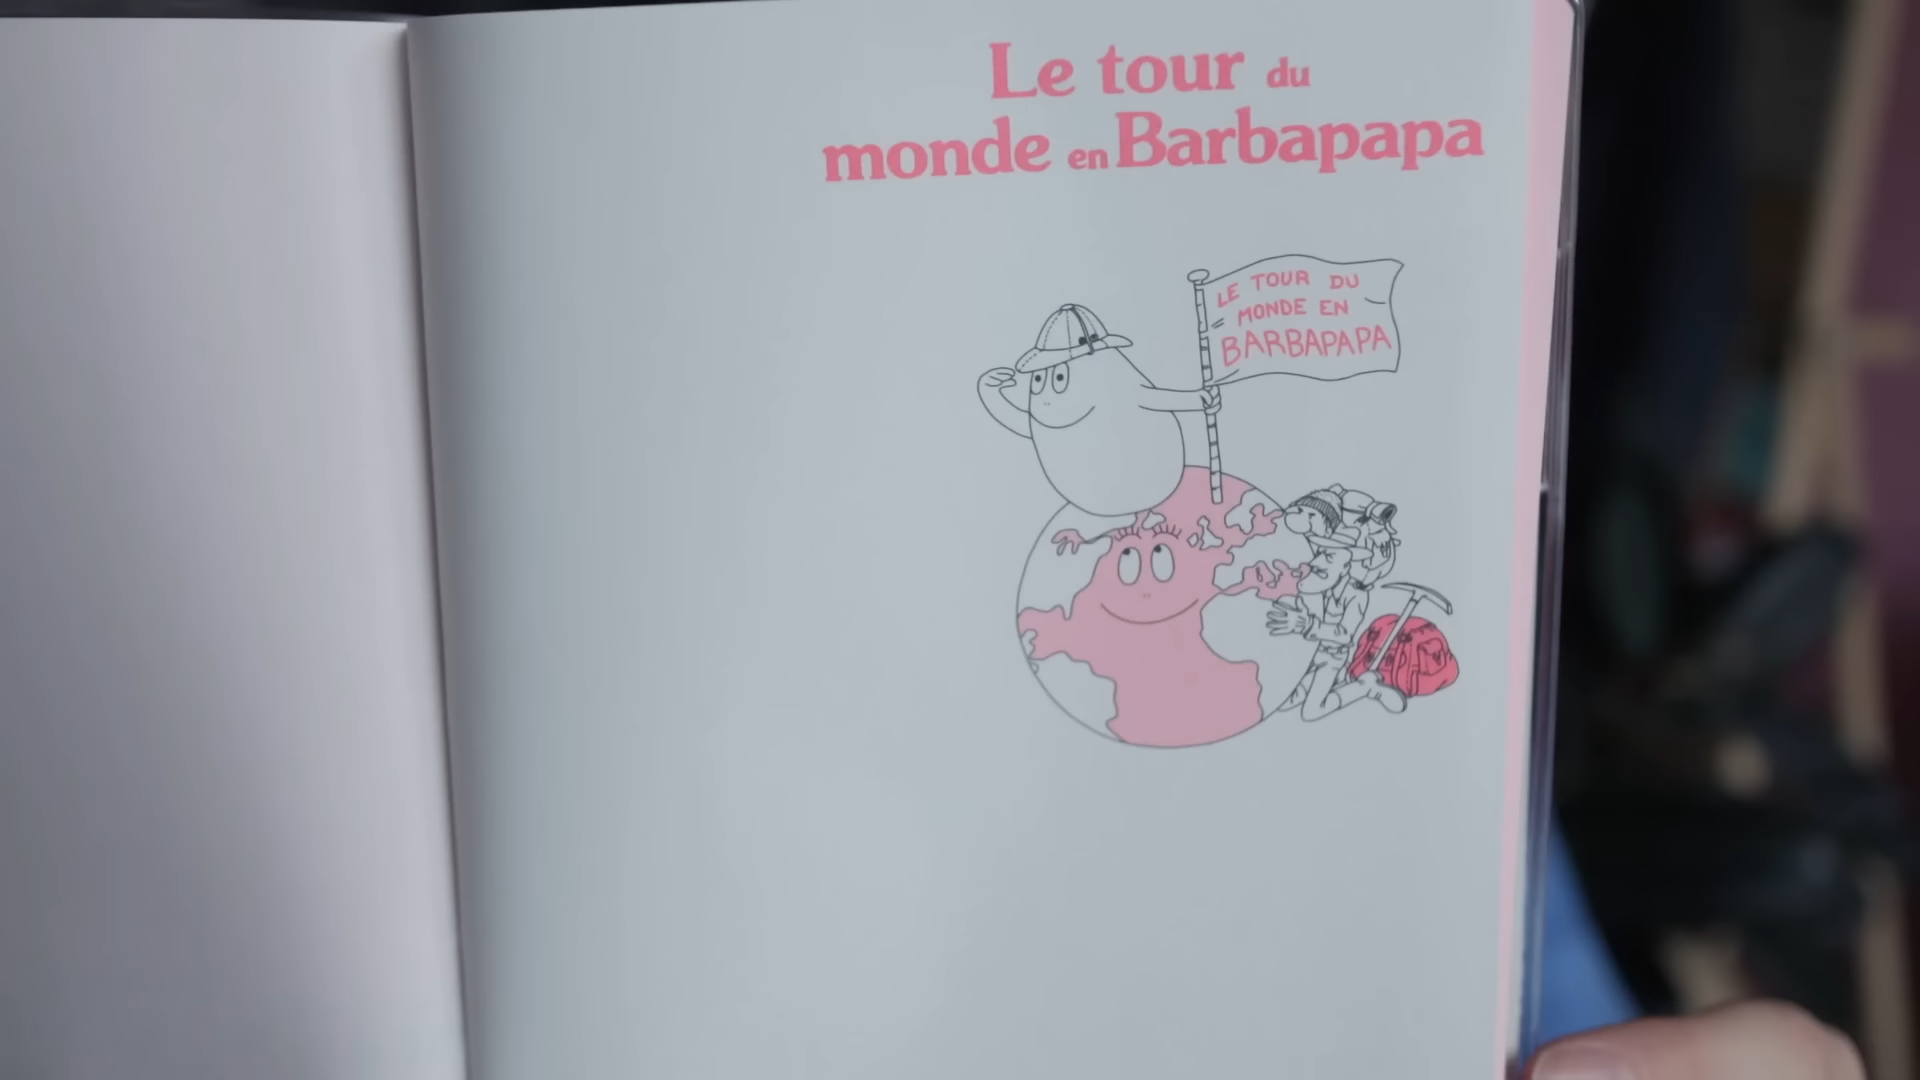 Le tour du
monde en Barbapapa
LE TOUR DU
MONDE EN
BARBAPAPA